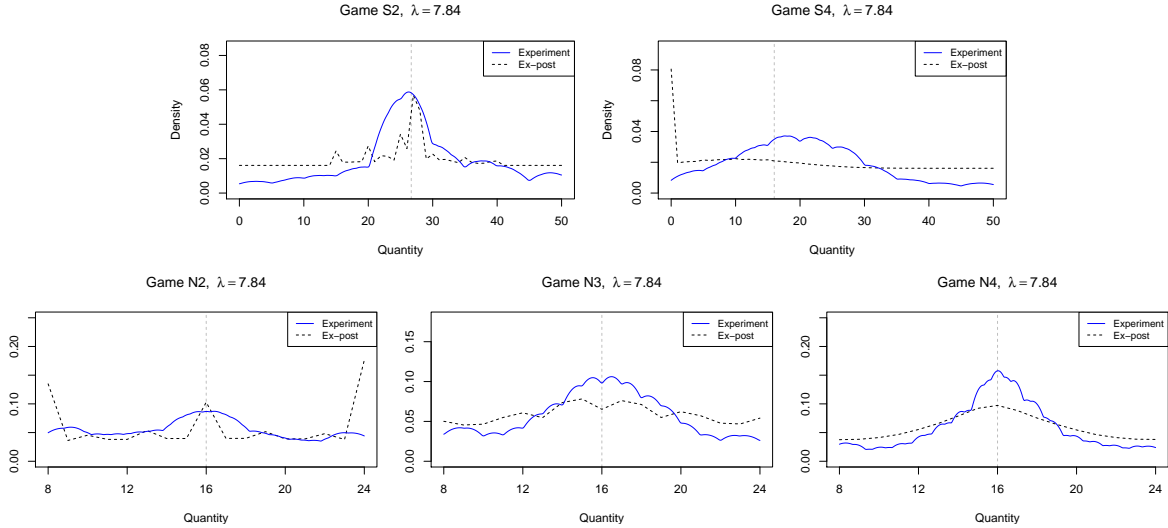 Game S2, λ = 7.84
Density
0.00 0.02 0.04 0.06 0.08
0 10 20 30 40 50
Quantity
Experiment
Ex−post
Game S4, λ = 7.84
Density
0.00 0.04 0.08
0 10 20 30 40 50
Quantity
Experiment
Ex−post
Game N2, λ = 7.84
0.00 0.10 0.20
8 12 16 20 24
Quantity
Experiment
Ex−post
Game N3, λ = 7.84
0.00 0.05 0.10 0.15
8 12 16 20 24
Quantity
Experiment
Ex−post
Game N4, λ = 7.84
0.00 0.10 0.20
8 12 16 20 24
Quantity
Experiment
Ex−post